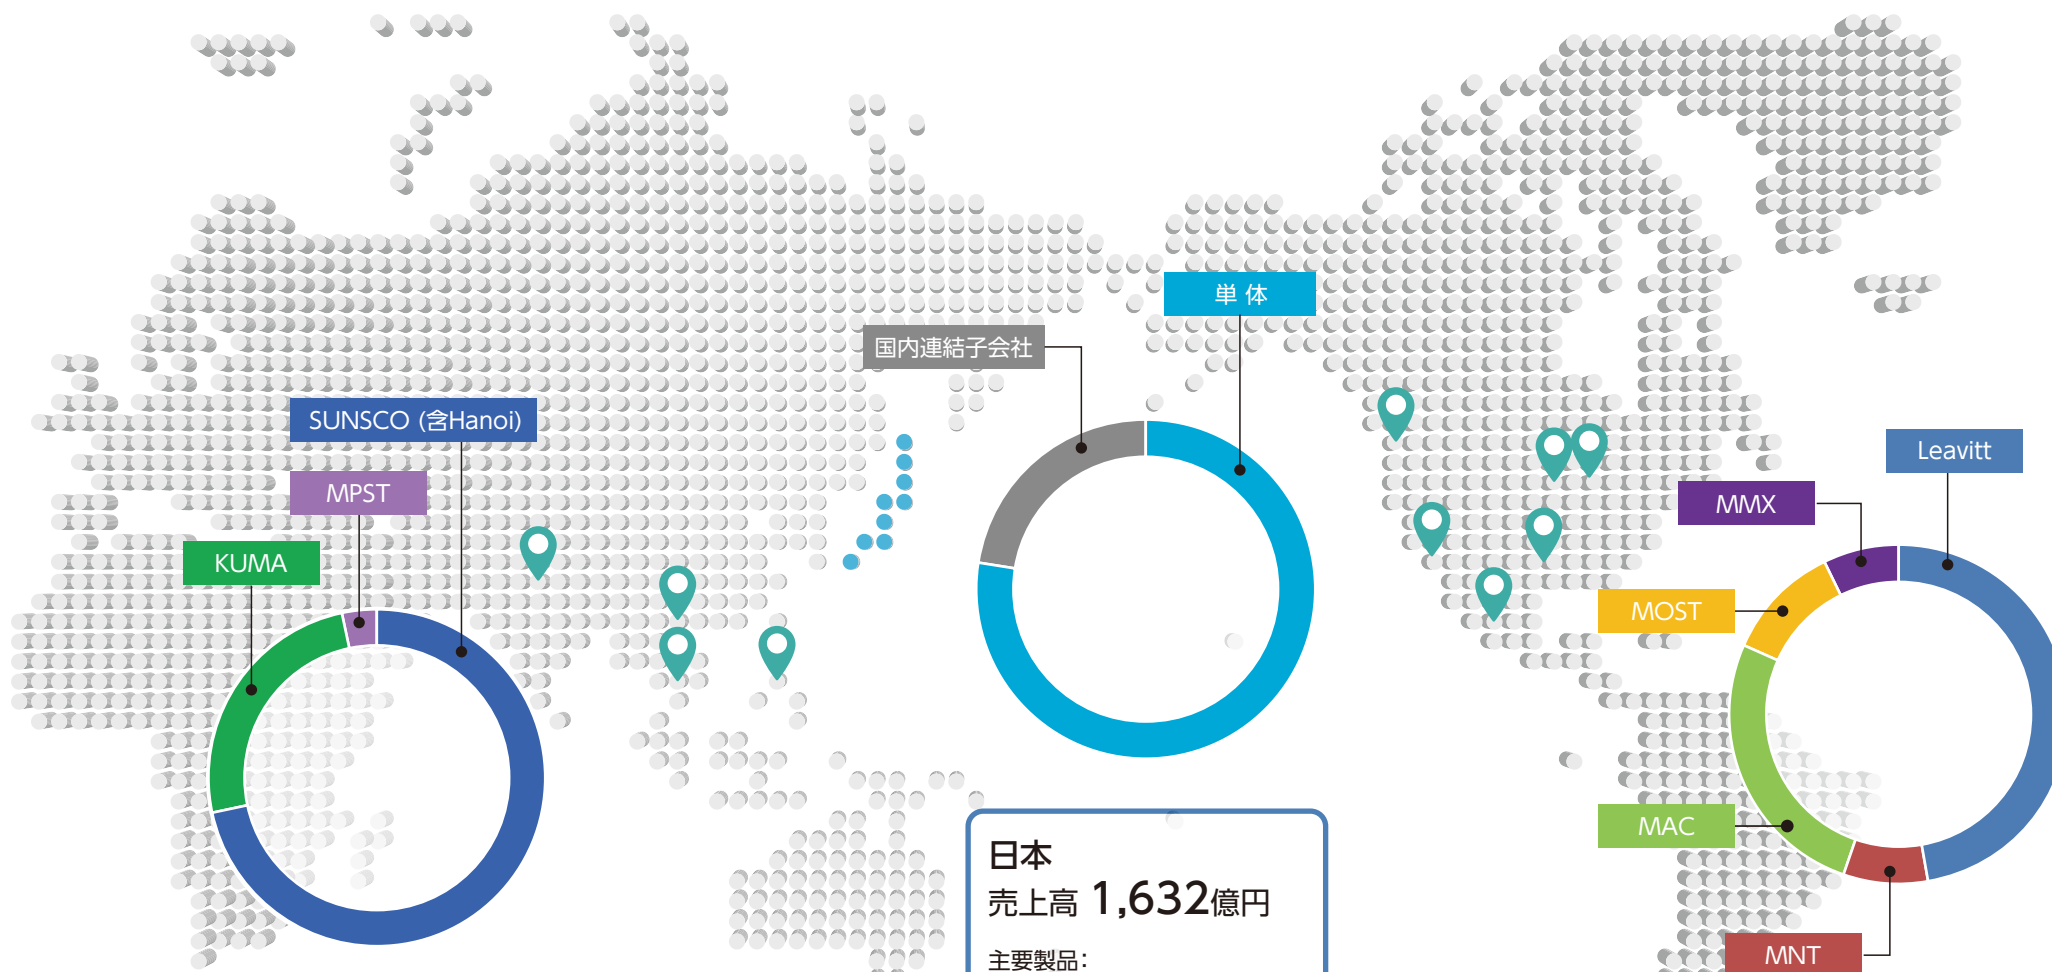 単 体
国内連結子会社
SUNSCO (含Hanoi)
MPST
KUMA
Leavitt
MMX
MOST
MAC
MNT
日本
売上高 1,632億円
主要製品：